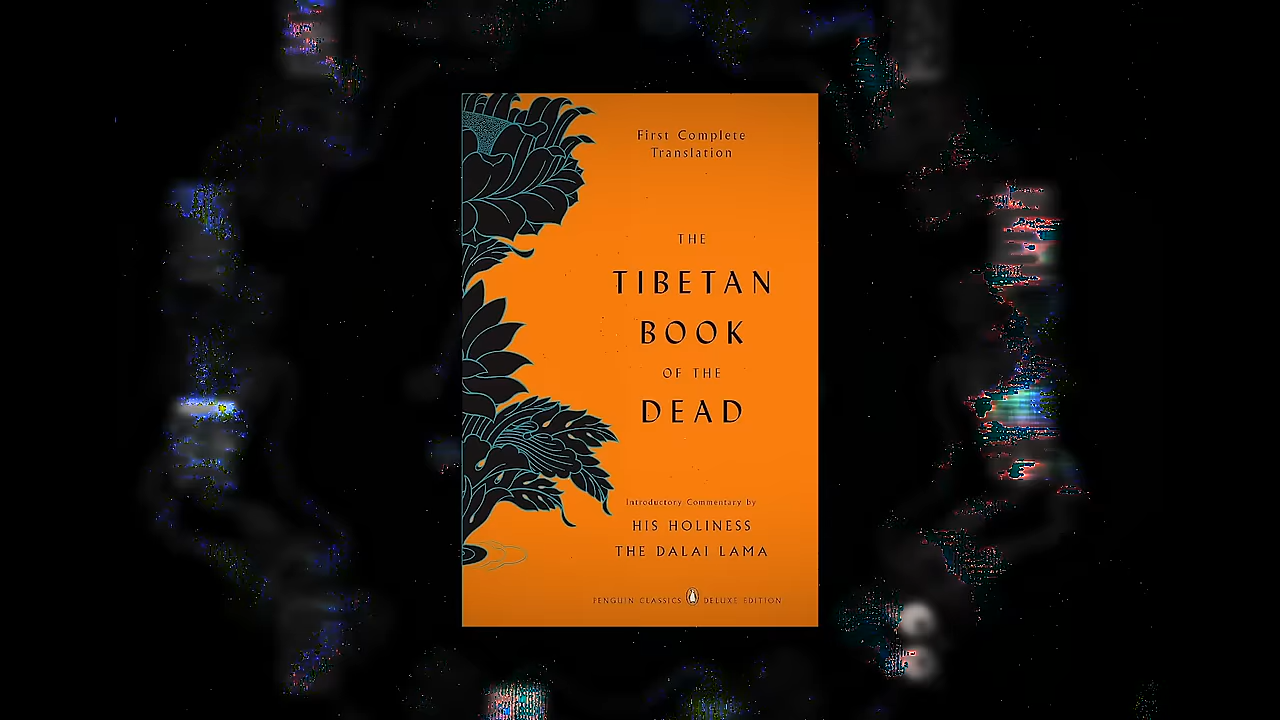 First Complete
Translation
THE
TIBETAN
BOOK
OF THE
DEAD
Introductory Commentary by
HIS HOLINESS
THE DALAI LAMA
PENGUIN CLASSICS DELUXE EDITION